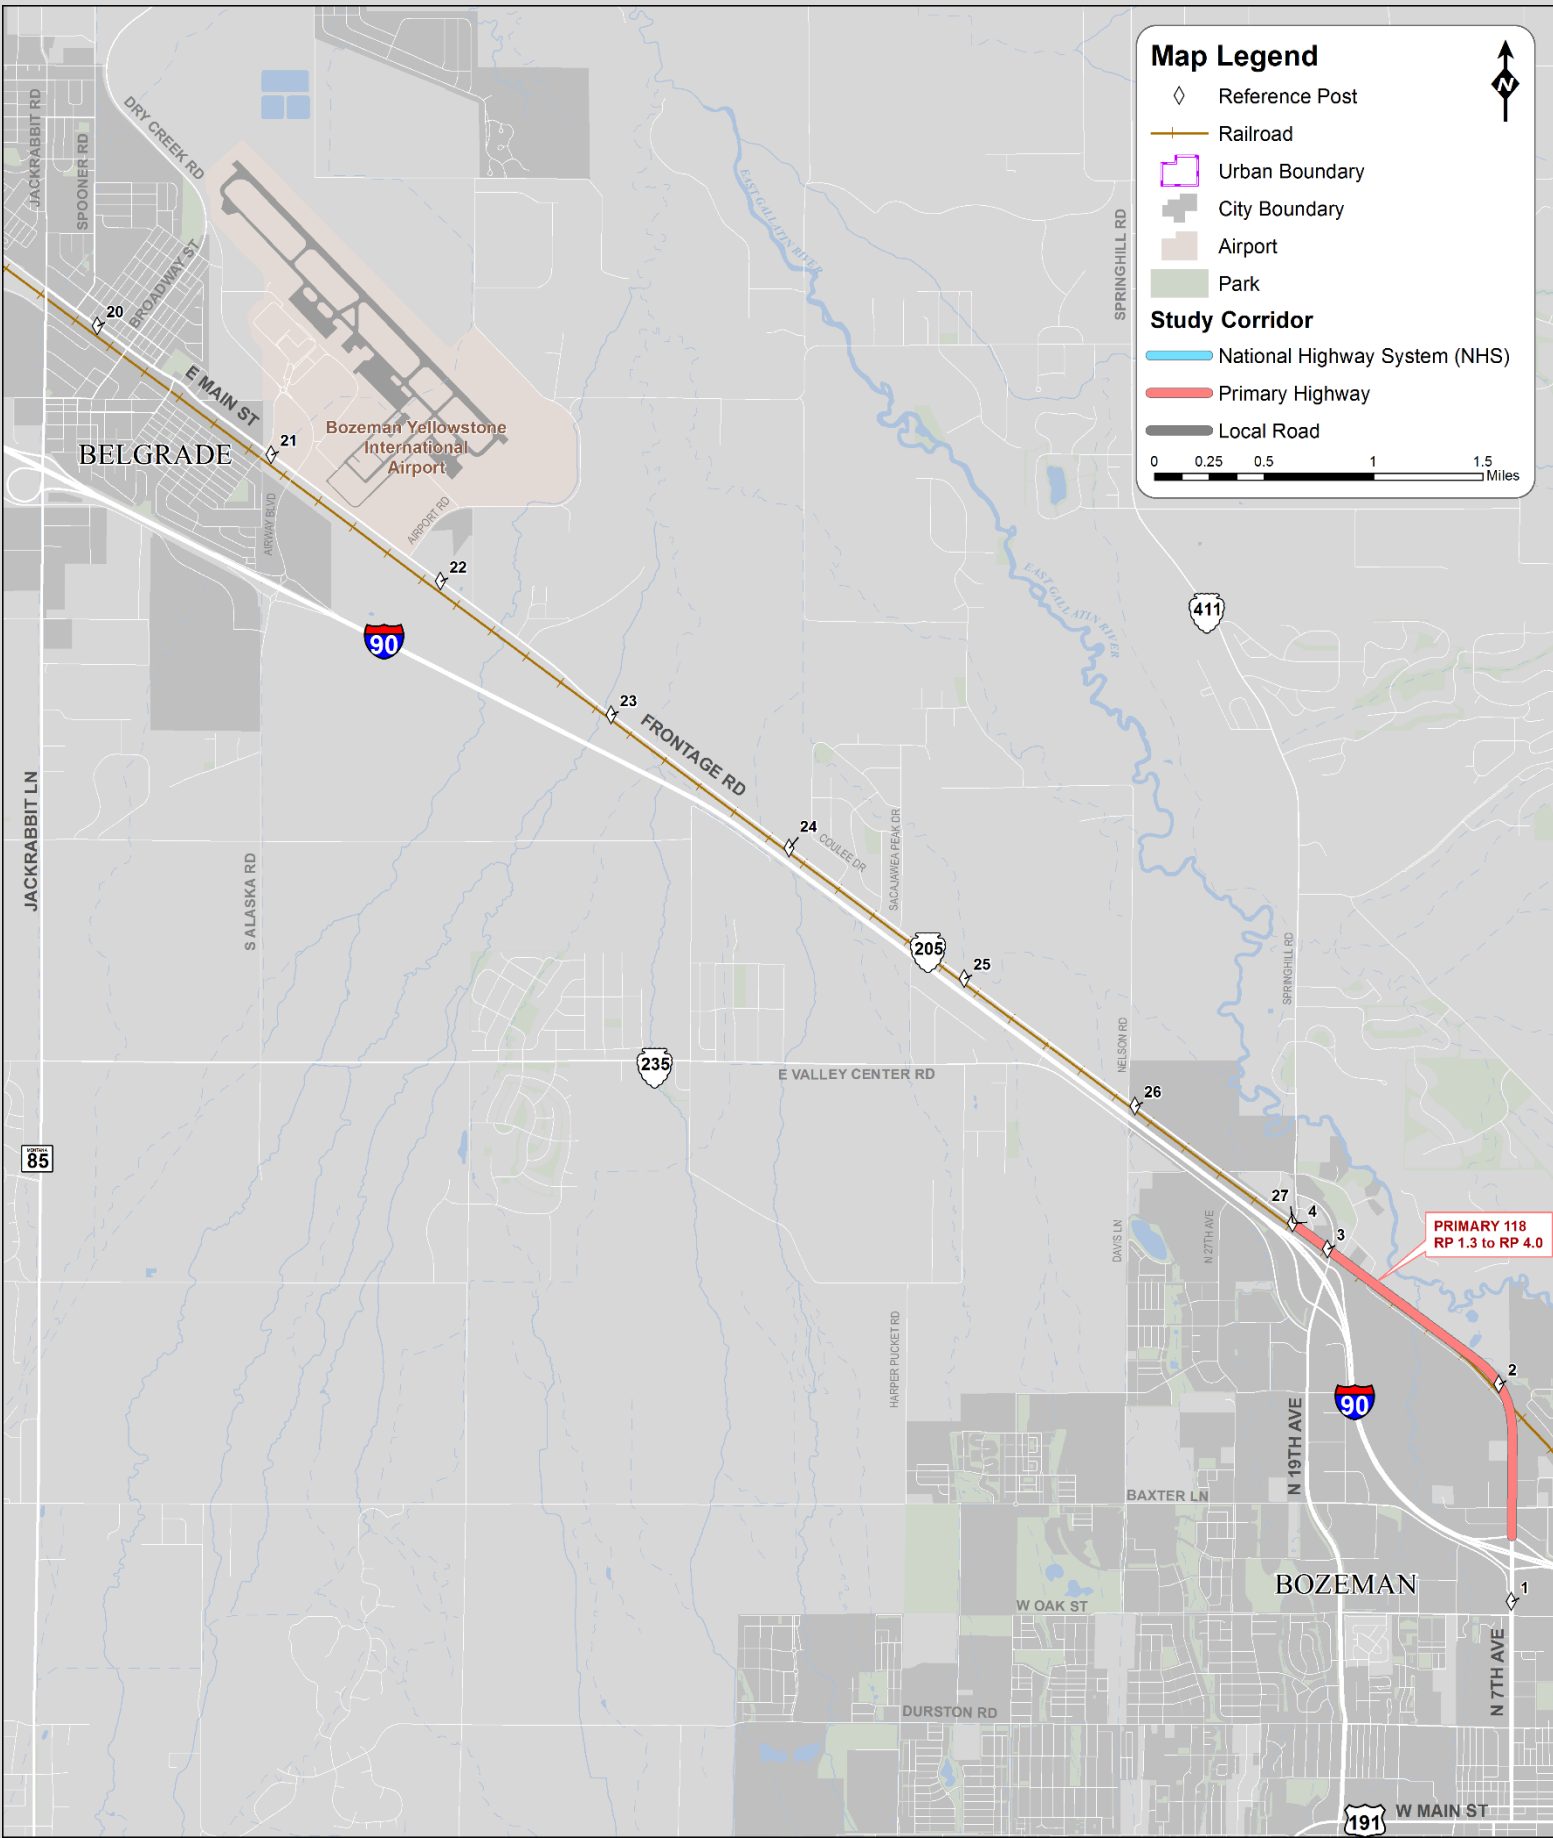 Map Legend
N
Reference Post
Railroad
Urban Boundary
City Boundary
Airport
Park
Study Corridor
National Highway System (NHS)
Primary Highway
Local Road
0 0.25 0.5 1 1.5
Miles
JACKRABBIT RD
SPOONER RD
DRY CREEK RD
BROADWAY ST
20
E MAIN ST
BELGRADE
21
Bozeman Yellowstone
International
Airport
AIRWAY BLVD
AIRPORT RD
22
90
EAST GALLATIN RIVER
SPRINGHILL RD
EAST GALLATIN RIVER
411
23
FRONTAGE RD
JACKRABBIT LN
S ALASKA RD
24
COULEE DR
SACAJAWEA PEAK DR
205
25
SPRINGHILL RD
NELSON RD
235
E VALLEY CENTER RD
26
MONTANA
85
27
4
3
PRIMARY 118
RP 1.3 to RP 4.0
DAVIS LN
N 27TH AVE
HARPER PUCKET RD
2
90
N 19TH AVE
BAXTER LN
BOZEMAN
1
W OAK ST
N 7TH AVE
DURSTON RD
191
W MAIN ST